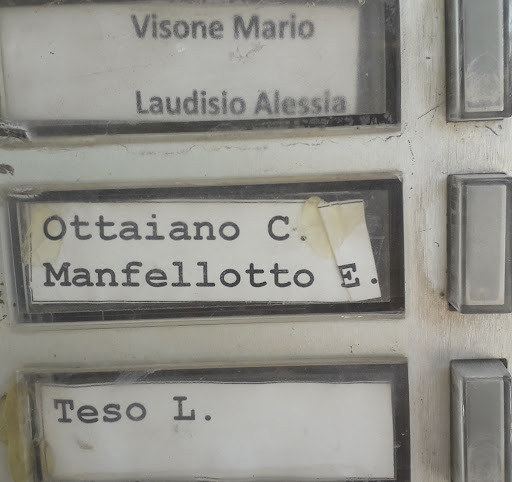 Visone Mario
Laudisio Alessia
Ottaiano C.
Manfellotto E.
Teso L.